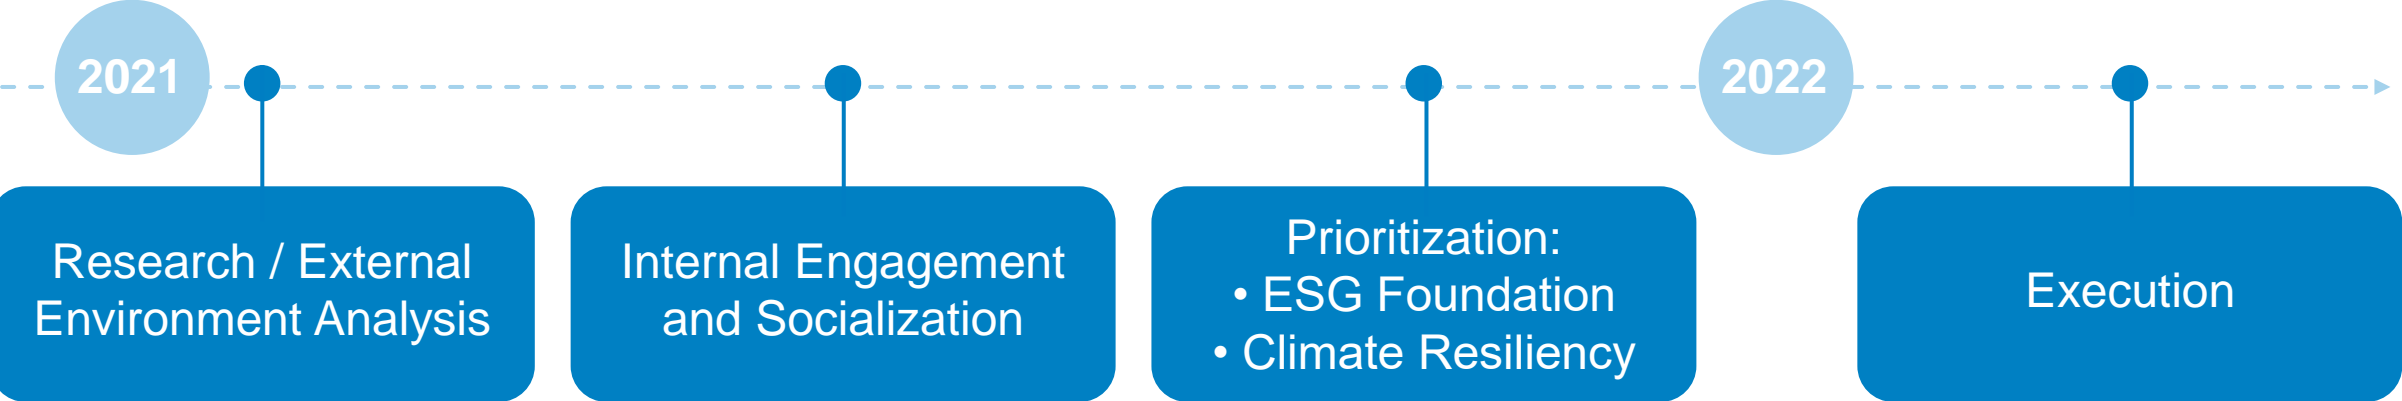 2021
2022
Research / External
Environment Analysis
Internal Engagement
and Socialization
Prioritization:
• ESG Foundation
• Climate Resiliency
Execution